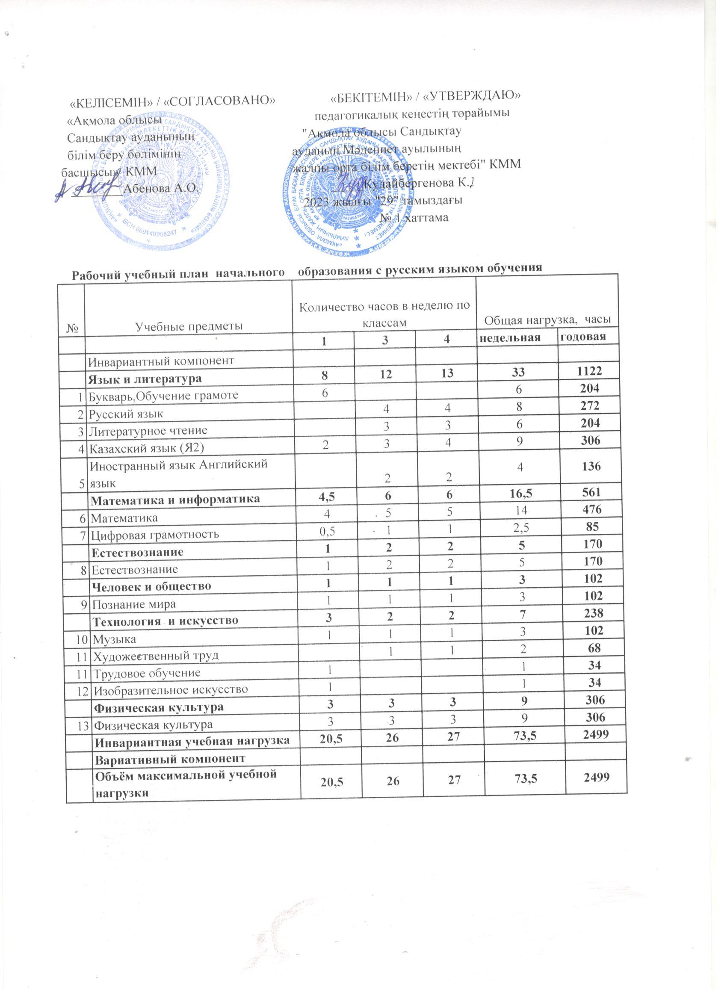 «КЕЛІСЕМІН» / «СОГЛАСОВАНО»
«Ақмола облысы
Сандықтау ауданының
білім беру бөлімінің
басшысы» КММ
Абенова А.О.
БСН 060140008247
«БЕКІТЕМІН» / «УТВЕРЖДАЮ»
педагогикалық кеңестің төрайымы
"Ақмола облысы Сандықтау
ауданың Мәдениет ауылының
жалпы орта білім беретін мектебі" КММ
Кудайбергенова К.
2023 жылғы "29" тамыздағы
№ 1 хаттама
Рабочий учебный план начального образования с русским языком обучения
№ Учебные предметы Количество часов в неделю по классам Общая нагрузка, часы
1 3 4 недельная годовая
Инвариантный компонент
Язык и литература 8 12 13 33 1122
1 Букварь,Обучение грамоте 6 6 204
2 Русский язык 4 4 8 272
3 Литературное чтение 3 3 6 204
4 Казахский язык (Я2) 2 3 4 9 306
5 Иностранный язык Английский язык 2 2 4 136
Математика и информатика 4,5 6 6 16,5 561
6 Математика 4 5 5 14 476
7 Цифровая грамотность 0,5 1 1 2,5 85
Естествознание 1 2 2 5 170
8 Естествознание 1 2 2 5 170
Человек и общество 1 1 1 3 102
9 Познание мира 1 1 1 3 102
Технология и искусство 3 2 2 7 238
10 Музыка 1 1 1 3 102
11 Художественный труд 1 1 2 68
11 Трудовое обучение 1 1 34
12 Изобразительное искусство 1 1 34
Физическая культура 3 3 3 9 306
13 Физическая культура 3 3 3 9 306
Инвариантная учебная нагрузка 20,5 26 27 73,5 2499
Вариативный компонент
Объём максимальной учебной нагрузки 20,5 26 27 73,5 2499